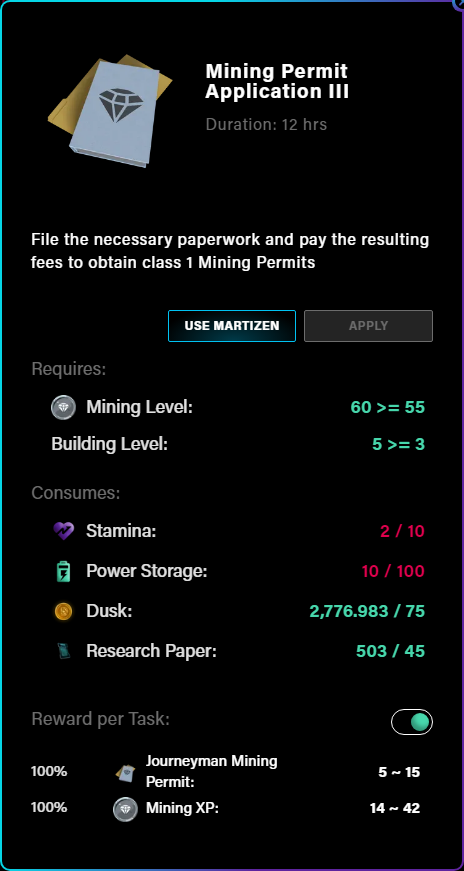 Mining Permit
Application III
Duration: 12 hrs
File the necessary paperwork and pay the resulting
fees to obtain class 1 Mining Permits
USE MARTIZEN
APPLY
Requires:
Mining Level: 60 >= 55
Building Level: 5 >= 3
Consumes:
Stamina: 2 / 10
Power Storage: 10 / 100
Dusk: 2,776.983 / 75
Research Paper: 503 / 45
Reward per Task:
100% Journeyman Mining
Permit: 5 ~ 15
100% Mining XP: 14 ~ 42